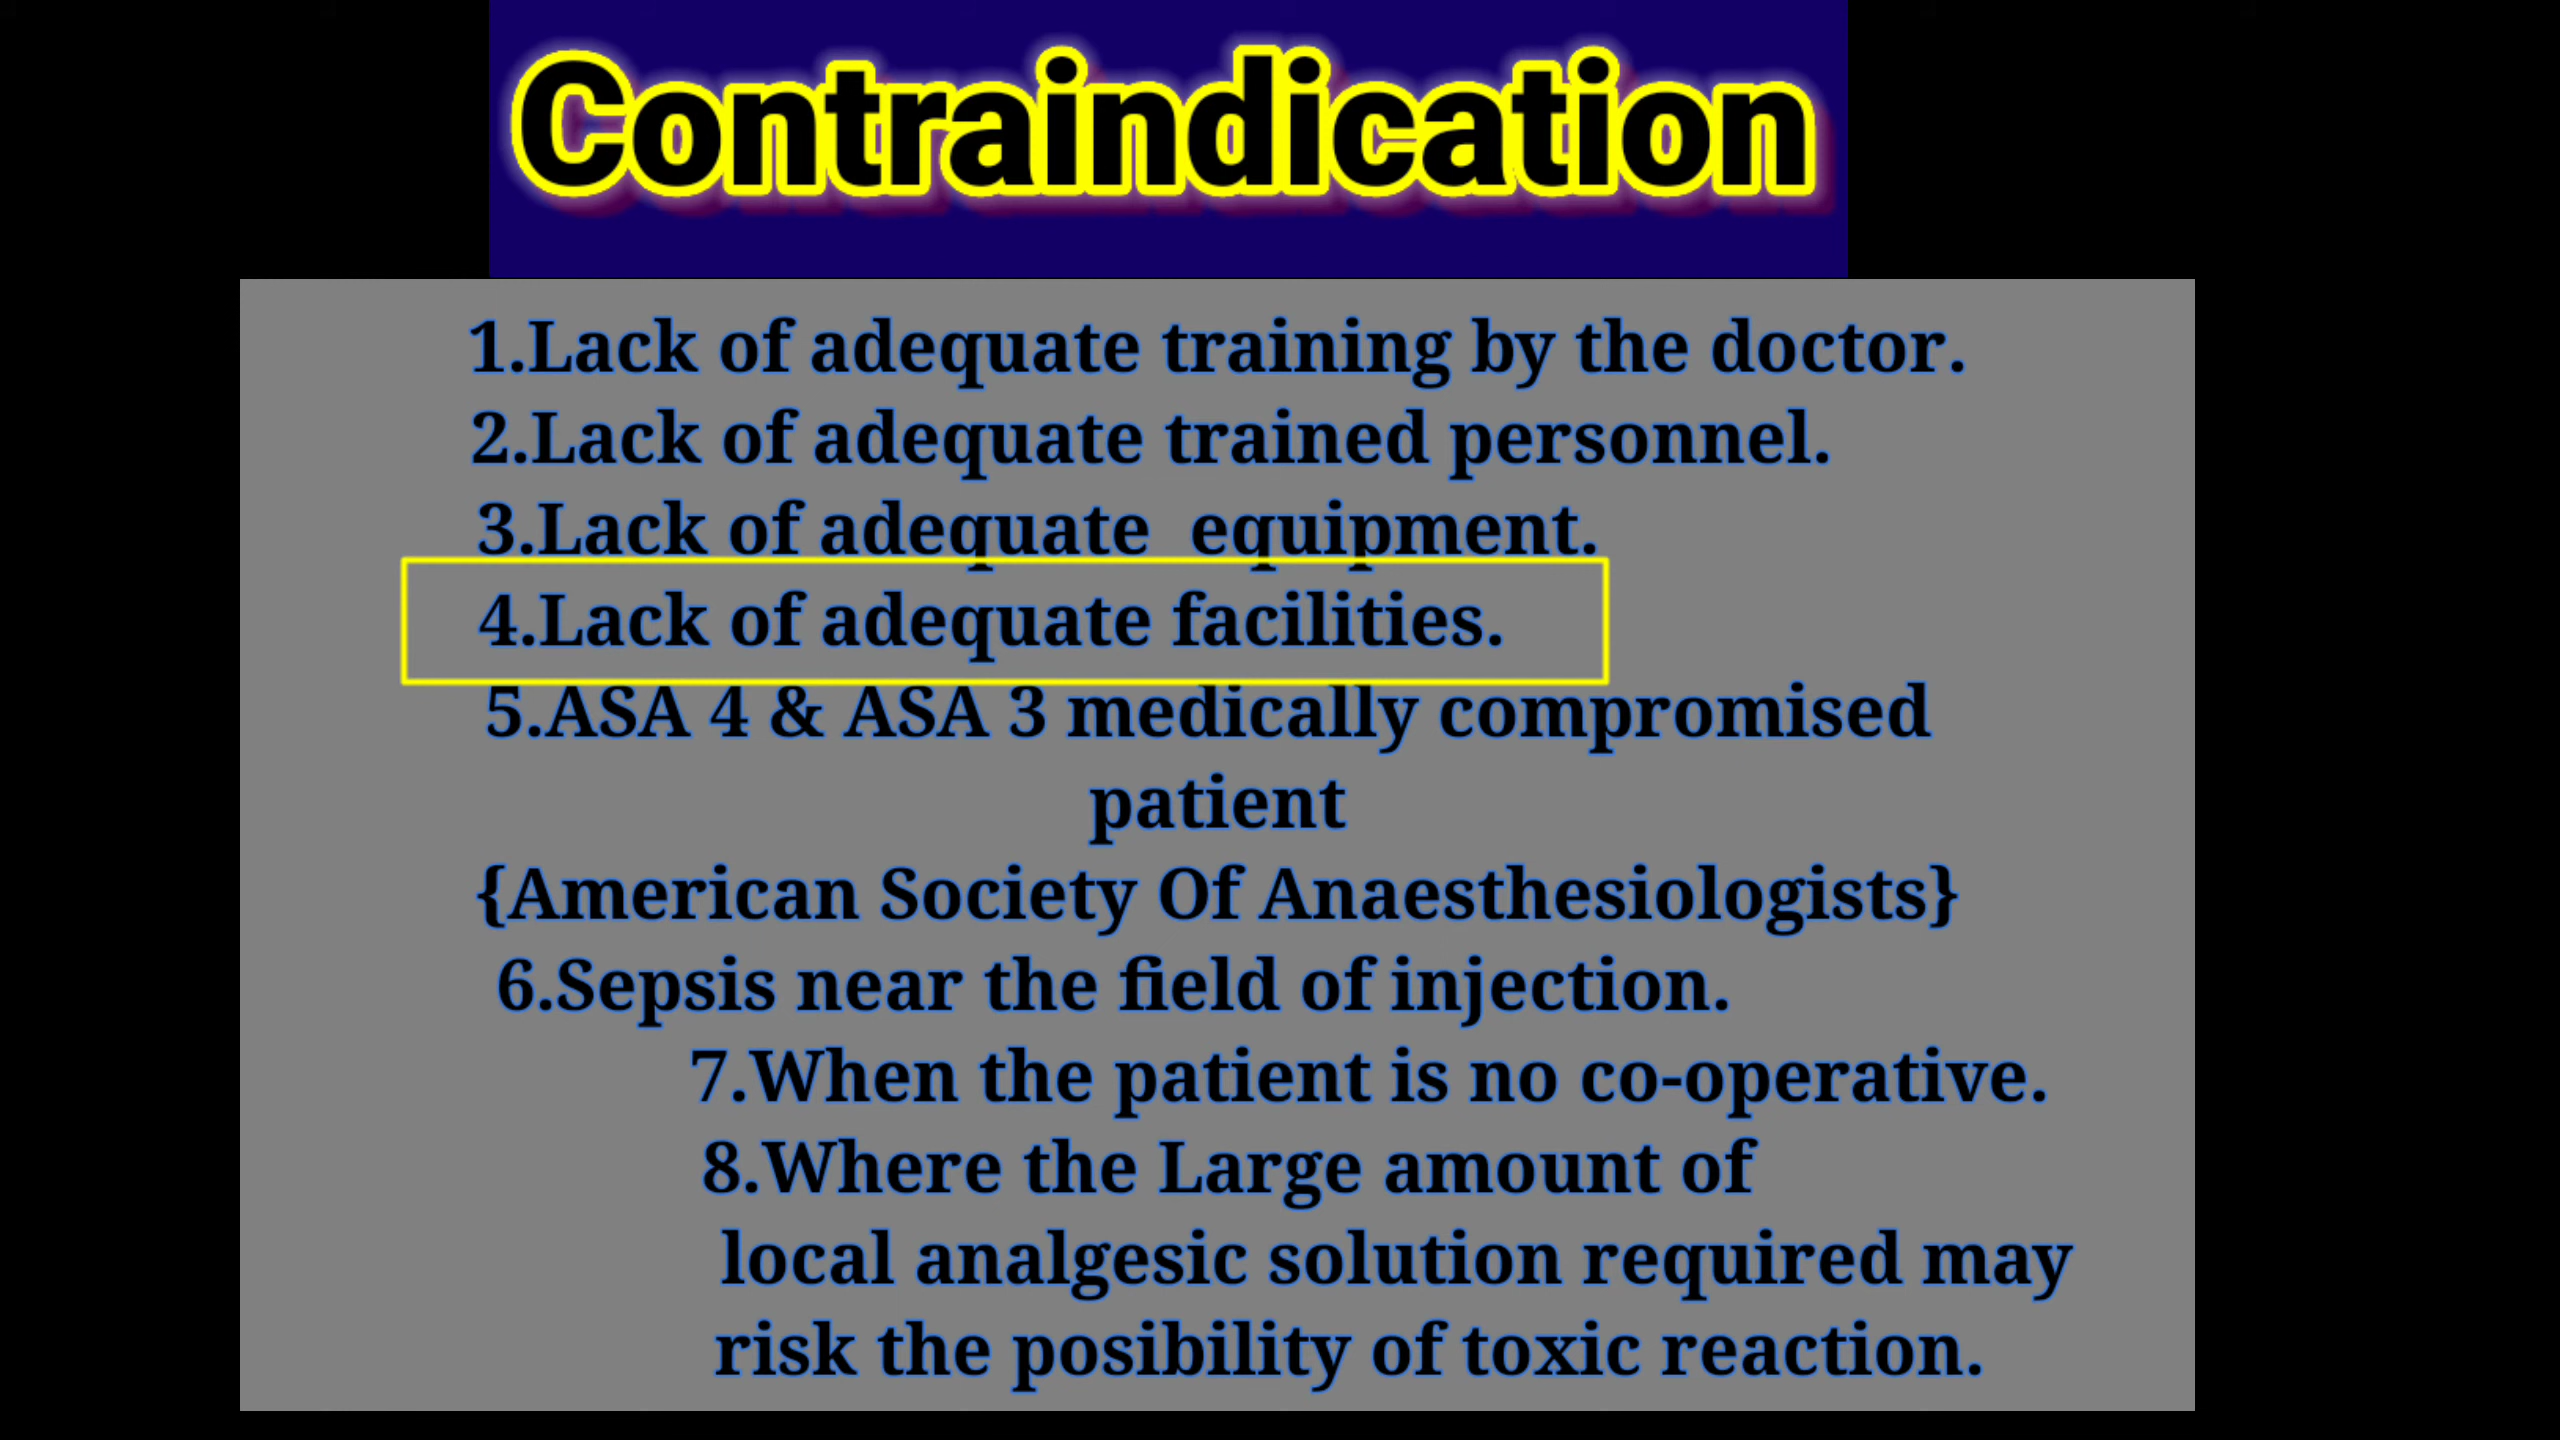 Contraindication
1.Lack of adequate training by the doctor.
2.Lack of adequate trained personnel.
3.Lack of adequate  equipment.
4.Lack of adequate facilities.
5.ASA 4 & ASA 3 medically compromised
patient
{American Society Of Anaesthesiologists}
6.Sepsis near the field of injection.
7.When the patient is no co-operative.
8.Where the Large amount of
local analgesic solution required may
risk the posibility of toxic reaction.